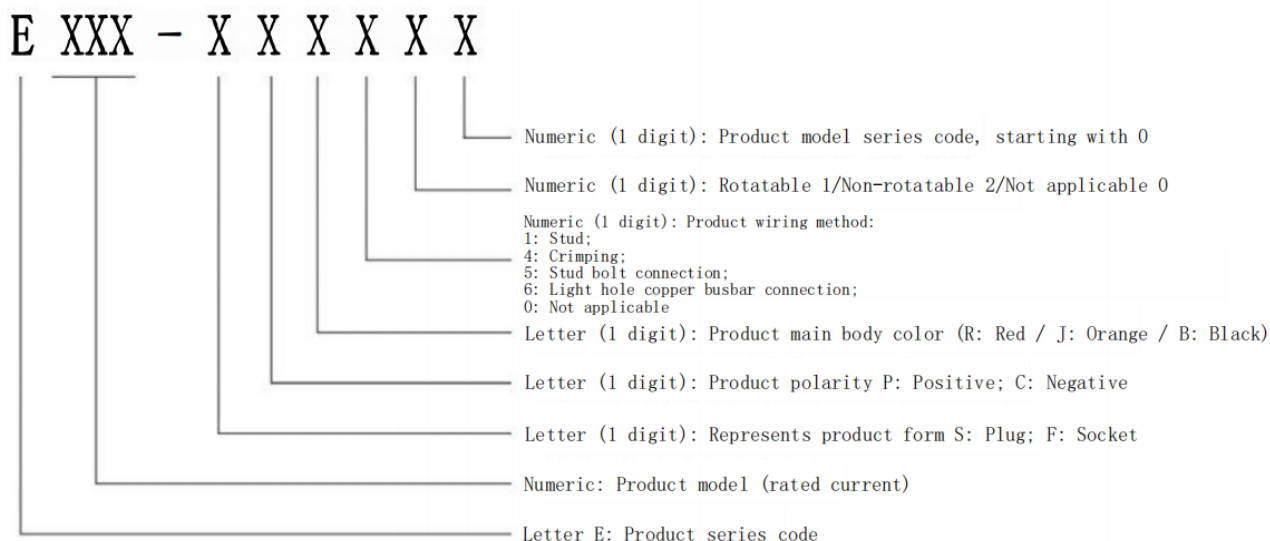 E XXX - X X X X X X
Numeric (1 digit): Product model series code, starting with 0
Numeric (1 digit): Rotatable 1/Non-rotatable 2/Not applicable 0
Numeric (1 digit): Product wiring method:
1: Stud;
4: Crimping;
5: Stud bolt connection;
6: Light hole copper busbar connection;
0: Not applicable
Letter (1 digit): Product main body color (R: Red / J: Orange / B: Black)
Letter (1 digit): Product polarity P: Positive; C: Negative
Letter (1 digit): Represents product form S: Plug; F: Socket
Numeric: Product model (rated current)
Letter E: Product series code